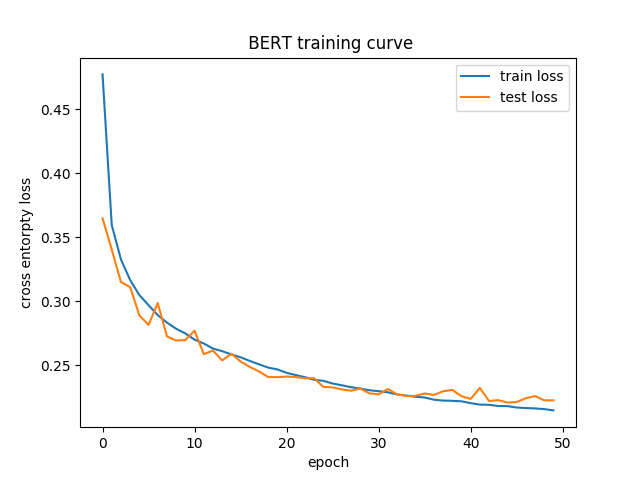 BERT training curve
train loss
test loss
cross entorpty loss
0.45
0.40
0.35
0.30
0.25
0
10
20
30
40
50
epoch